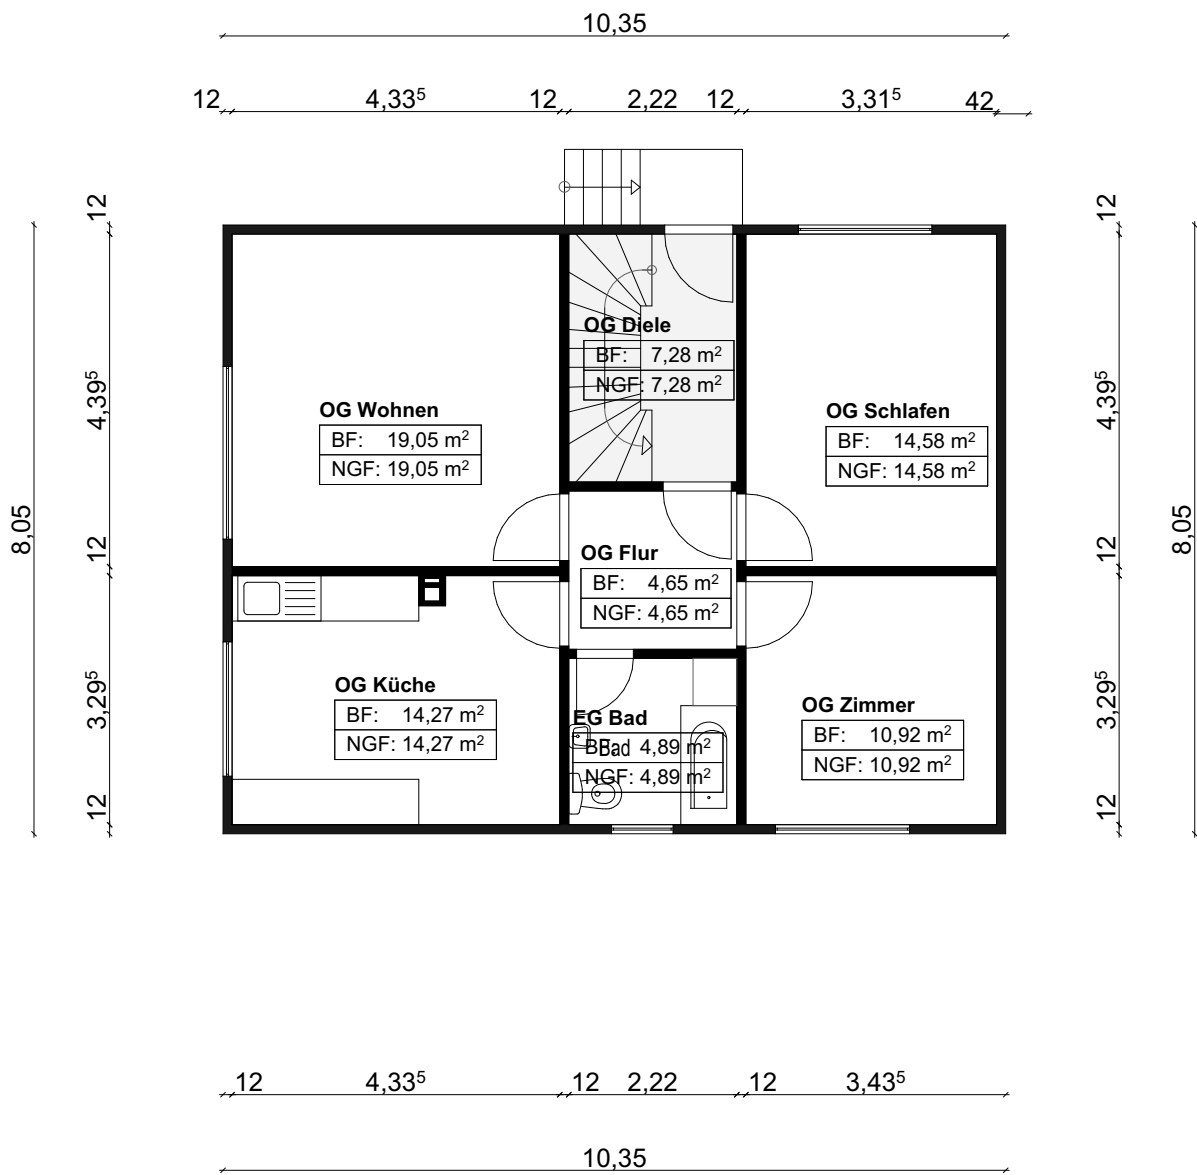 10,35
12 4,33⁵ 12 2,22 12 3,31⁵ 42
12
12
OG Diele
BF: 7,28 m²
NGF: 7,28 m²
4,39⁵
4,39⁵
OG Wohnen
BF: 19,05 m²
NGF: 19,05 m²
OG Schlafen
BF: 14,58 m²
NGF: 14,58 m²
8,05
8,05
12
12
OG Flur
BF: 4,65 m²
NGF: 4,65 m²
3,29⁵
3,29⁵
OG Küche
BF: 14,27 m²
NGF: 14,27 m²
EG Bad
BF: 4,89 m²
Bad
NGF: 4,89 m²
OG Zimmer
BF: 10,92 m²
NGF: 10,92 m²
12
12
12 4,33⁵ 12 2,22 12 3,43⁵
10,35